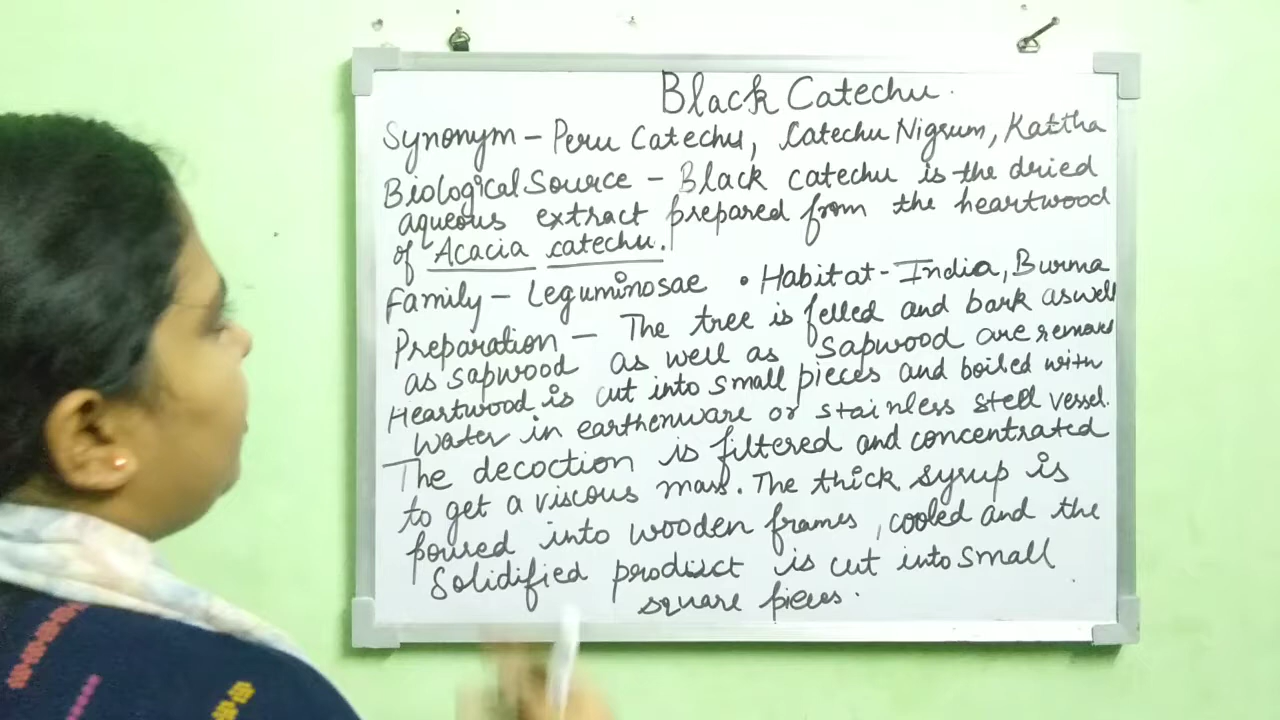 Black Catechu.
Synonym - Peru Catechu, Catechu Nigrum, Kattha
Biological Source - Black catechu is the dried
aqueous extract prepared from the heartwood
of Acacia catechu.
Family - Leguminosae • Habitat - India, Burma
Preparation - The tree is felled and bark aswell
as sapwood as well as sapwood are removed
Heartwood is cut into small pieces and boiled with
water in earthenware or stainless steel vessel.
The decoction is filtered and concentrated
to get a viscous mass. The thick syrup is
poured into wooden frames, cooled and the
Solidified product is cut into small
square pieces.